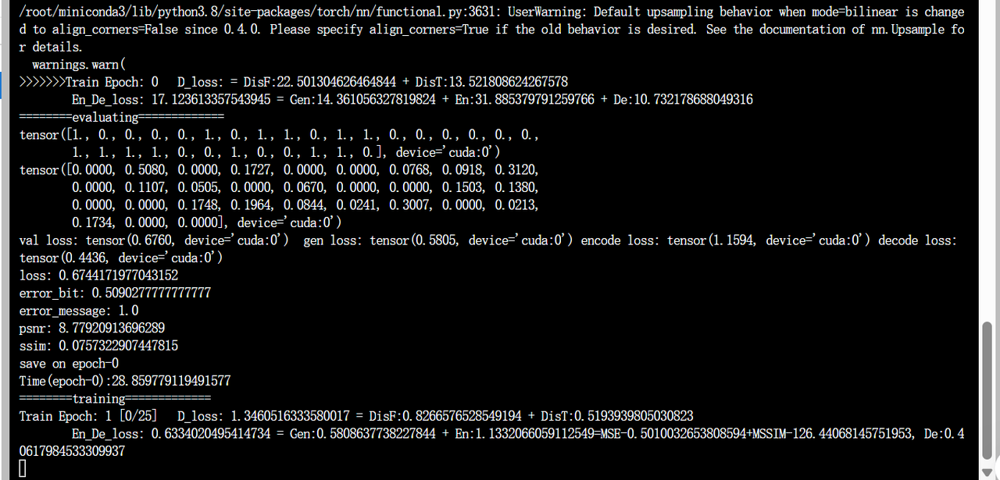 /root/miniconda3/lib/python3.8/site-packages/torch/nn/functional.py:3631: UserWarning: Default upsampling behavior when mode=bilinear is change
d to align_corners=False since 0.4.0. Please specify align_corners=True if the old behavior is desired. See the documentation of nn.Upsample fo
r details.
  warnings.warn(
>>>>>>>Train Epoch: 0   D_loss: = DisF:22.501304626464844 + DisT:13.521808624267578
        En_De_loss: 17.123613357543945 = Gen:14.361056327819824 + En:31.885379791259766 + De:10.732178688049316
========evaluating=============
tensor([1., 0., 0., 0., 1., 0., 1., 1., 0., 1., 1., 0., 0., 0., 0., 0., 0., 0.,
        1., 1., 1., 1., 0., 0., 1., 0., 0., 1., 1., 0.], device='cuda:0')
tensor([0.0000, 0.5080, 0.0000, 0.1727, 0.0000, 0.0000, 0.0768, 0.0918, 0.3120,
        0.0000, 0.1107, 0.0505, 0.0000, 0.0670, 0.0000, 0.0000, 0.1503, 0.1380,
        0.0000, 0.0000, 0.1748, 0.1964, 0.0844, 0.0241, 0.3007, 0.0000, 0.0213,
        0.1734, 0.0000, 0.0000], device='cuda:0')
val loss: tensor(0.6760, device='cuda:0')  gen loss: tensor(0.5805, device='cuda:0') encode loss: tensor(1.1594, device='cuda:0') decode loss:
tensor(0.4436, device='cuda:0')
loss: 0.6744171977043152
error_bit: 0.5090277777777777
error_message: 1.0
psnr: 8.77920913696289
ssim: 0.0757322907447815
save on epoch-0
Time(epoch-0):28.859779119491577
========training=============
Train Epoch: 1 [0/25]   D_loss: 1.3460516333580017 = DisF:0.8266576528549194 + DisT:0.5193939805030823
        En_De_loss: 0.6334020495414734 = Gen:0.5808637738227844 + En:1.1332066059112549=MSE-0.5010032653808594+MSSIM-126.44068145751953, De:0.4
0617984533309937